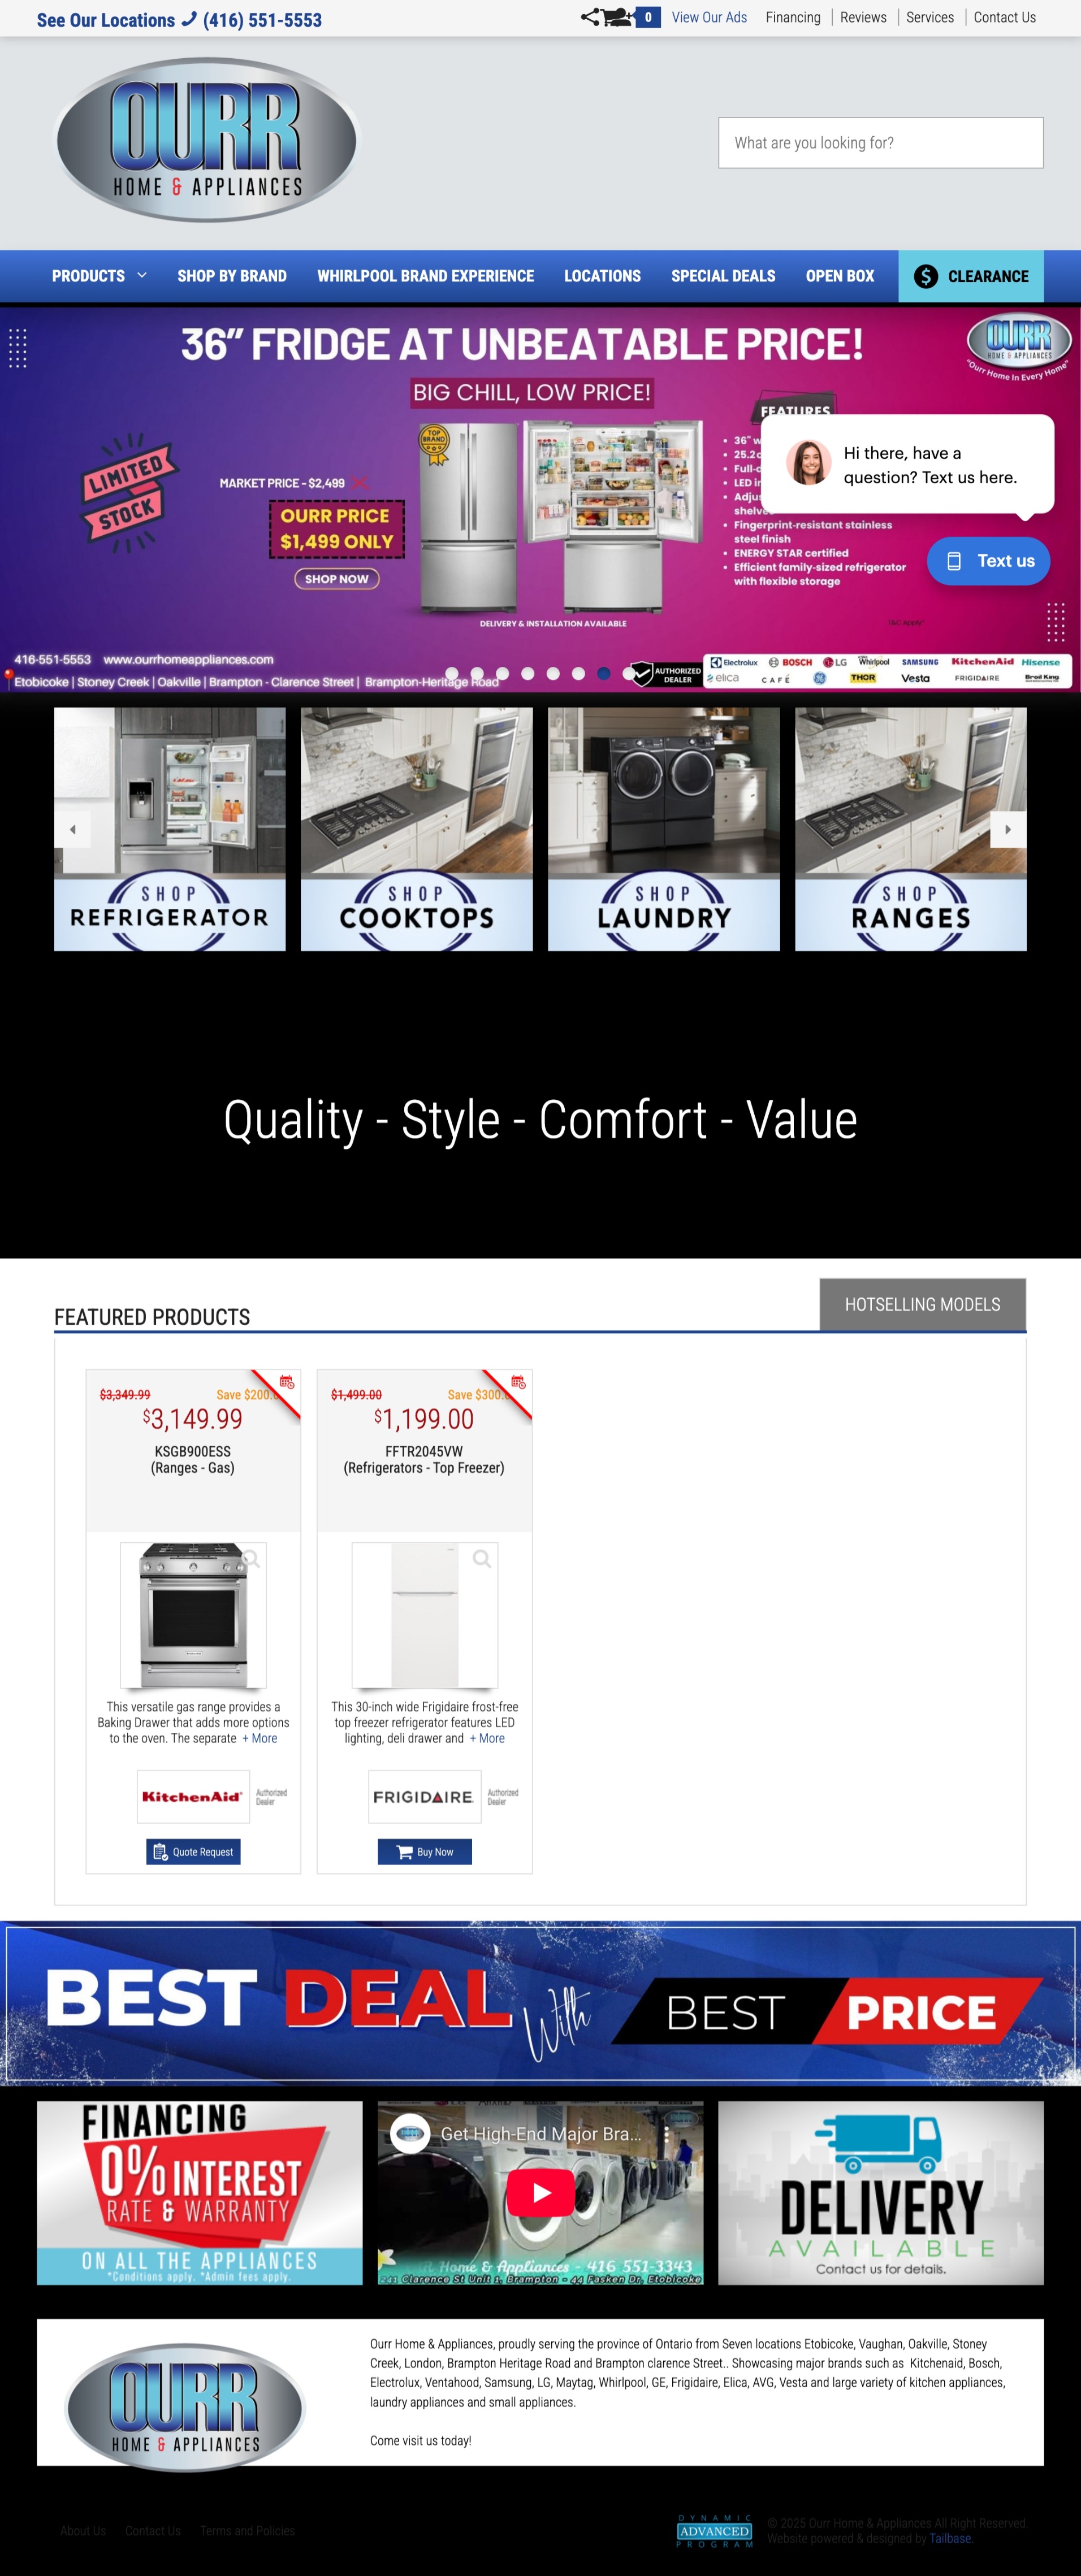 See Our Locations (416) 551-5553
0
View Our Ads
Financing
Reviews
Services
Contact Us
OURR
HOME & APPLIANCES
What are you looking for?
PRODUCTS
SHOP BY BRAND
WHIRLPOOL BRAND EXPERIENCE
LOCATIONS
SPECIAL DEALS
OPEN BOX
CLEARANCE
36" FRIDGE AT UNBEATABLE PRICE!
OURR
HOME & APPLIANCES
"Ourr Home In Every Home"
BIG CHILL, LOW PRICE!
LIMITED
STOCK
TOP
BRAND
MARKET PRICE - $2,499
OURR PRICE
$1,499 ONLY
SHOP NOW
FEATURES
• 36" w
• 25.2c
• Full-d
• LED in
• Adjus
shelves
• Fingerprint-resistant stainless
steel finish
• ENERGY STAR certified
• Efficient family-sized refrigerator
with flexible storage
Hi there, have a
question? Text us here.
Text us
DELIVERY & INSTALLATION AVAILABLE
T&C Apply*
416-551-5553 www.ourrhomeappliances.com
Etobicoke | Stoney Creek | Oakville | Brampton - Clarence Street | Brampton-Heritage Road
AUTHORIZED
DEALER
Electrolux BOSCH LG Whirlpool SAMSUNG KitchenAid Hisense
elica CAFÉ GE THOR Vesta FRIGIDAIRE Broil King
SHOP
REFRIGERATOR
SHOP
COOKTOPS
SHOP
LAUNDRY
SHOP
RANGES
Quality - Style - Comfort - Value
FEATURED PRODUCTS
HOTSELLING MODELS
$3,349.99 Save $200.
$3,149.99
KSGB900ESS
(Ranges - Gas)
This versatile gas range provides a
Baking Drawer that adds more options
to the oven. The separate + More
KitchenAid
Authorized
Dealer
Quote Request
$1,499.00 Save $300.
$1,199.00
FFTR2045VW
(Refrigerators - Top Freezer)
This 30-inch wide Frigidaire frost-free
top freezer refrigerator features LED
lighting, deli drawer and + More
FRIGIDAIRE
Authorized
Dealer
Buy Now
BEST DEAL With BEST PRICE
FINANCING
0% INTEREST
RATE & WARRANTY
ON ALL THE APPLIANCES
*Conditions apply. *Admin fees apply.
Get High-End Major Bra...
R Home & Appliances - 416 551-3343
241 Clarence St Unit 1, Brampton - 44 Fasken Dr, Etobicoke
DELIVERY
AVAILABLE
Contact us for details.
OURR
HOME & APPLIANCES
Ourr Home & Appliances, proudly serving the province of Ontario from Seven locations Etobicoke, Vaughan, Oakville, Stoney
Creek, London, Brampton Heritage Road and Brampton clarence Street.. Showcasing major brands such as Kitchenaid, Bosch,
Electrolux, Ventahood, Samsung, LG, Maytag, Whirlpool, GE, Frigidaire, Elica, AVG, Vesta and large variety of kitchen appliances,
laundry appliances and small appliances.
Come visit us today!
About Us
Contact Us
Terms and Policies
DYNAMIC
ADVANCED
PROGRAM
© 2025 Ourr Home & Appliances All Right Reserved.
Website powered & designed by Tailbase.